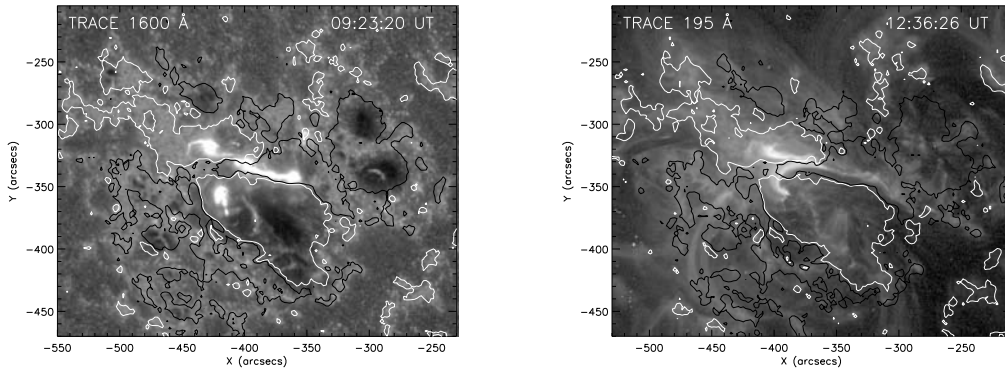 TRACE 1600 Å 09:23:20 UT
-250
-300
-350
-400
-450
Y (arcsecs)
-550 -500 -450 -400 -350 -300 -250
X (arcsecs)
TRACE 195 Å 12:36:26 UT
-250
-300
-350
-400
-450
Y (arcsecs)
-500 -450 -400 -350 -300 -250
X (arcsecs)